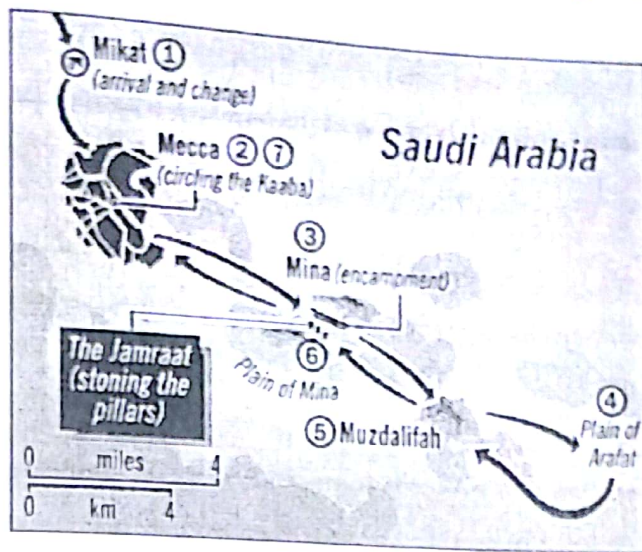 Mikat ①
(arrival and change)
Mecca ② ⑦
(circling the Kaaba)
Saudi Arabia
③
Mina (encampment)
The Jamraat
(stoning the
pillars)
⑥
Plain of Mina
④
Plain of
Arafat
⑤ Muzdalifah
0 miles 4
0 km 4